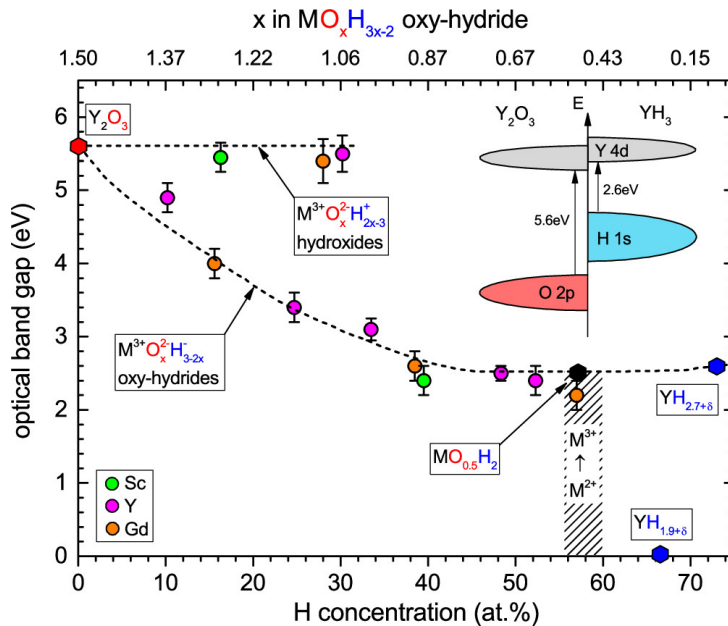 x in MOₓH₃ₓ₋₂ oxy-hydride
1.50 1.37 1.22 1.06 0.87 0.67 0.43 0.15
optical band gap (eV)
6
5
4
3
2
1
0
Y₂O₃
M³⁺Oₓ²⁻H⁺₂ₓ₋₃
hydroxides
M³⁺Oₓ²⁻H⁻₃₋₂ₓ
oxy-hydrides
Y₂O₃ E YH₃
Y 4d
2.6eV
5.6eV
H 1s
O 2p
MO₀.₅H₂
M³⁺
↑
M²⁺
YH₂.₇₊δ
YH₁.₉₊δ
Sc
Y
Gd
0 10 20 30 40 50 60 70
H concentration (at.%)